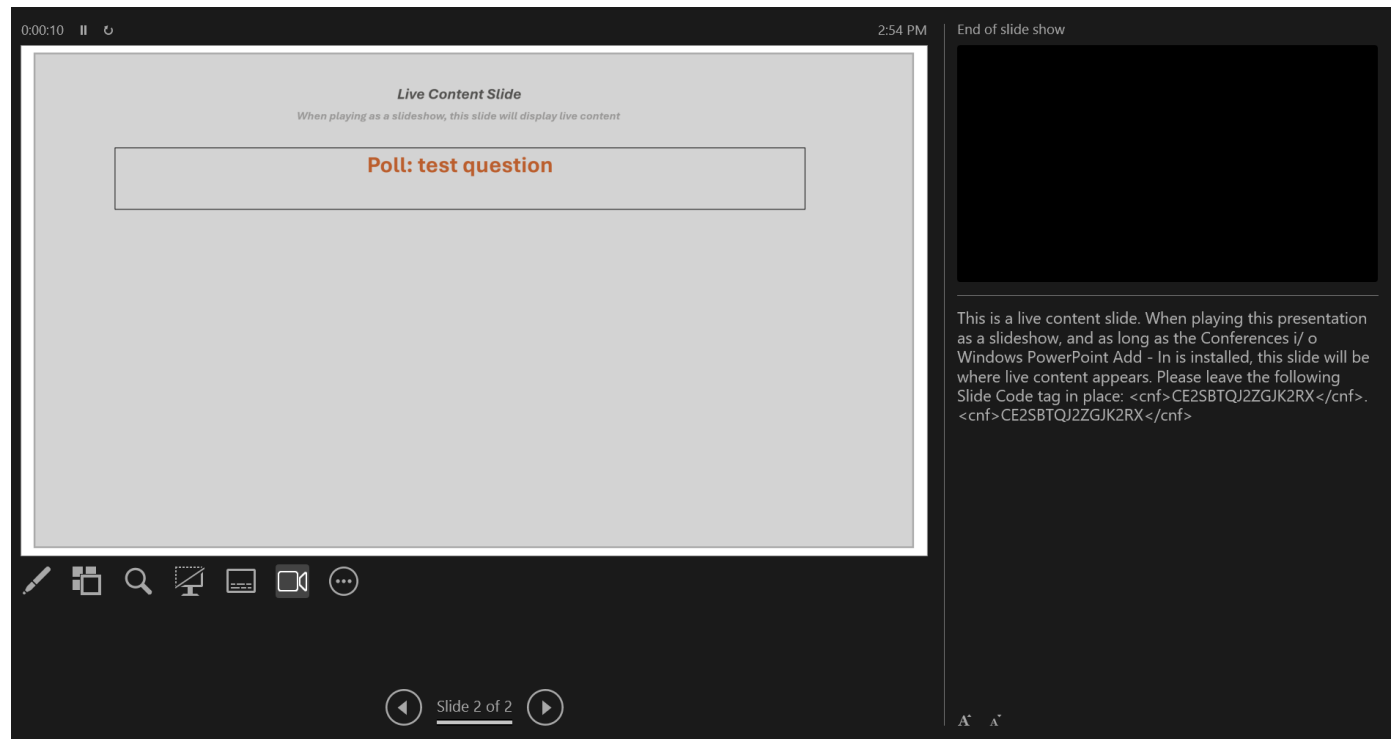 0:00:10
2:54 PM
Live Content Slide
When playing as a slideshow, this slide will display live content
Poll: test question
Slide 2 of 2
End of slide show
This is a live content slide. When playing this presentation
as a slideshow, and as long as the Conferences i/ o
Windows PowerPoint Add - In is installed, this slide will be
where live content appears. Please leave the following
Slide Code tag in place: <cnf>CE2SBTQJ2ZGJK2RX</cnf>.
<cnf>CE2SBTQJ2ZGJK2RX</cnf>
A A